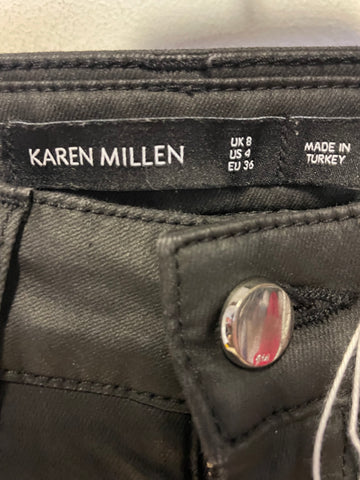 KAREN MILLEN
UK 8
US 4
EU 36
MADE IN
TURKEY